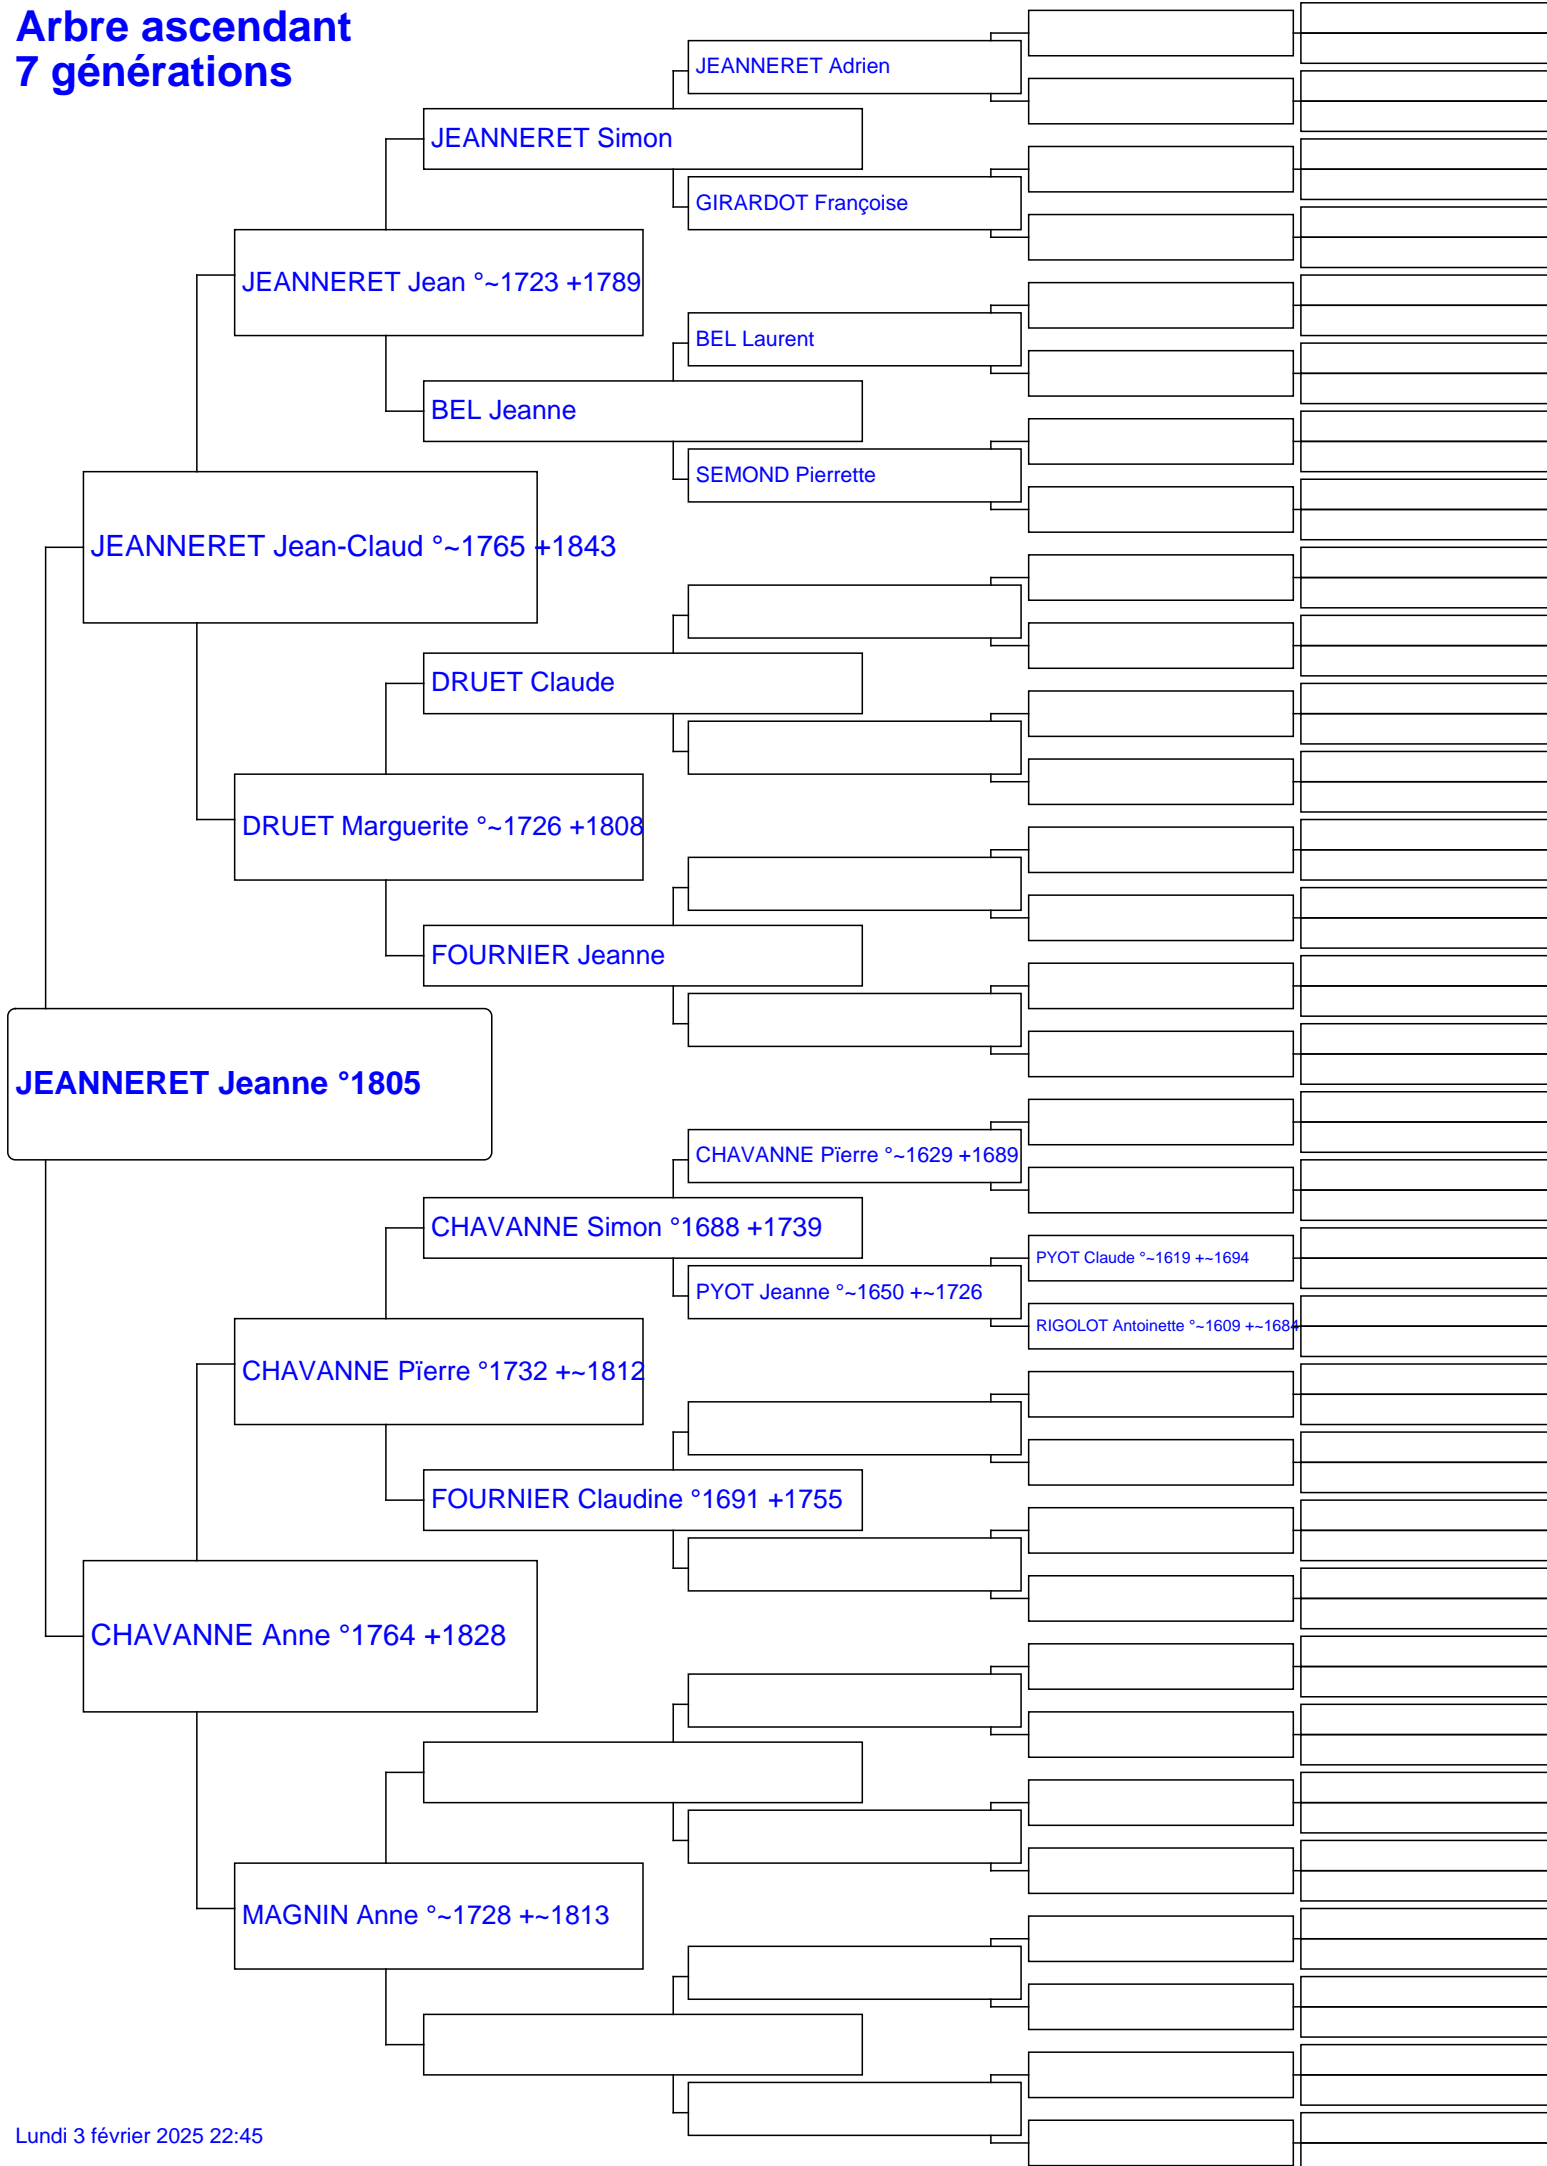 Arbre ascendant
7 générations
JEANNERET Adrien
JEANNERET Simon
GIRARDOT Françoise
JEANNERET Jean °~1723 +1789
BEL Laurent
BEL Jeanne
SEMOND Pierrette
JEANNERET Jean-Claud °~1765 +1843
DRUET Claude
DRUET Marguerite °~1726 +1808
FOURNIER Jeanne
JEANNERET Jeanne °1805
CHAVANNE Pïerre °~1629 +1689
CHAVANNE Simon °1688 +1739
PYOT Claude °~1619 +~1694
PYOT Jeanne °~1650 +~1726
RIGOLOT Antoinette °~1609 +~1684
CHAVANNE Pïerre °1732 +~1812
FOURNIER Claudine °1691 +1755
CHAVANNE Anne °1764 +1828
MAGNIN Anne °~1728 +~1813
Lundi 3 février 2025 22:45